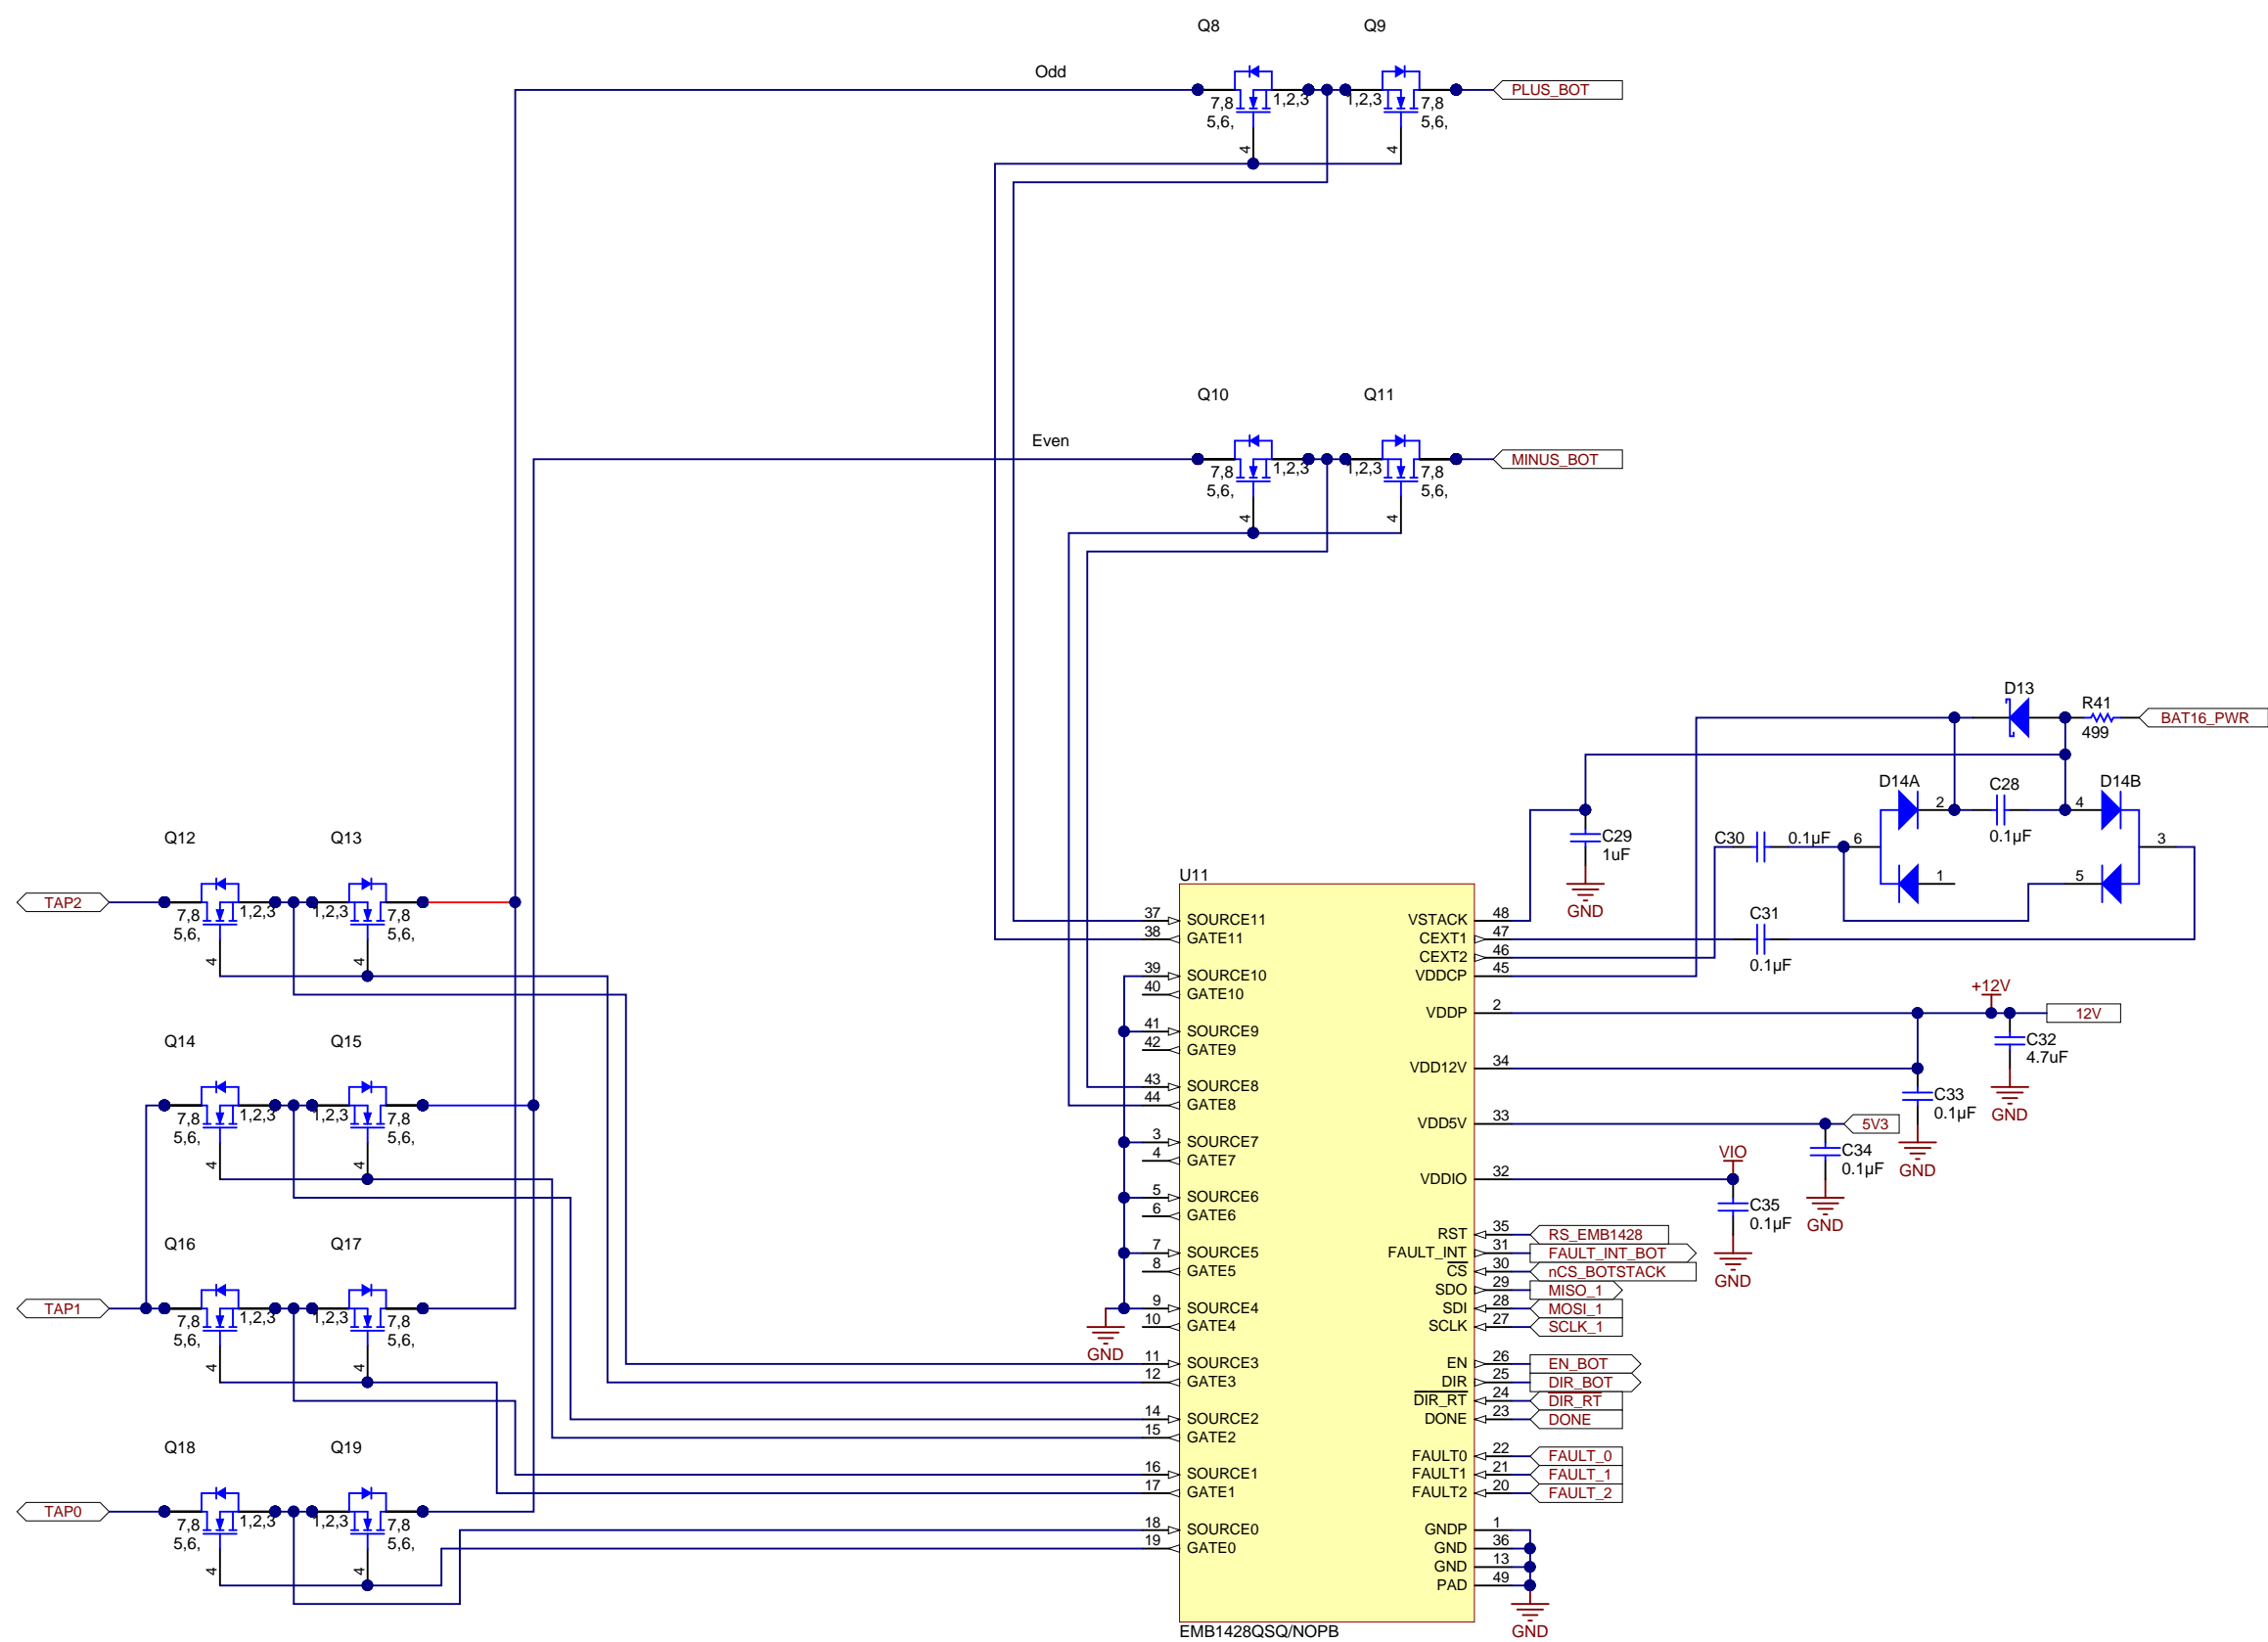 Q8
Q9
Odd
7,8
5,6,
1,2,3
4
1,2,3
7,8
5,6,
4
PLUS_BOT
Q10
Q11
Even
7,8
5,6,
1,2,3
4
1,2,3
7,8
5,6,
4
MINUS_BOT
D13
R41
499
BAT16_PWR
D14A
C28
0.1µF
D14B
2
4
6
3
1
5
C29
1uF
GND
C30
0.1µF
C31
0.1µF
Q12
Q13
TAP2
7,8
5,6,
1,2,3
4
1,2,3
7,8
5,6,
4
Q14
Q15
7,8
5,6,
1,2,3
4
1,2,3
7,8
5,6,
4
Q16
Q17
TAP1
7,8
5,6,
1,2,3
4
1,2,3
7,8
5,6,
4
Q18
Q19
TAP0
7,8
5,6,
1,2,3
4
1,2,3
7,8
5,6,
4
GND
U11
37 SOURCE11
38 GATE11
39 SOURCE10
40 GATE10
41 SOURCE9
42 GATE9
43 SOURCE8
44 GATE8
3 SOURCE7
4 GATE7
5 SOURCE6
6 GATE6
7 SOURCE5
8 GATE5
9 SOURCE4
10 GATE4
11 SOURCE3
12 GATE3
14 SOURCE2
15 GATE2
16 SOURCE1
17 GATE1
18 SOURCE0
19 GATE0
VSTACK 48
CEXT1 47
CEXT2 46
VDDCP 45
VDDP 2
VDD12V 34
VDD5V 33
VDDIO 32
RST 35 RS_EMB1428
FAULT_INT 31 FAULT_INT_BOT
CS 30 nCS_BOTSTACK
SDO 29 MISO_1
SDI 28 MOSI_1
SCLK 27 SCLK_1
EN 26 EN_BOT
DIR 25 DIR_BOT
DIR_RT 24 DIR_RT
DONE 23 DONE
FAULT0 22 FAULT_0
FAULT1 21 FAULT_1
FAULT2 20 FAULT_2
GNDP 1
GND 36
GND 13
PAD 49
GND
EMB1428QSQ/NOPB
+12V
12V
C32
4.7uF
GND
C33
0.1µF
GND
5V3
C34
0.1µF
GND
VIO
C35
0.1µF
GND